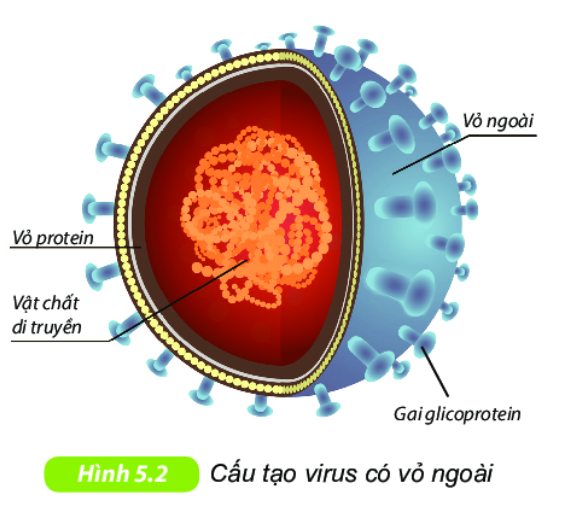 Vỏ ngoài
Vỏ protein
Vật chất
di truyền
Gai glicoprotein
Hình 5.2 Cấu tạo virus có vỏ ngoài